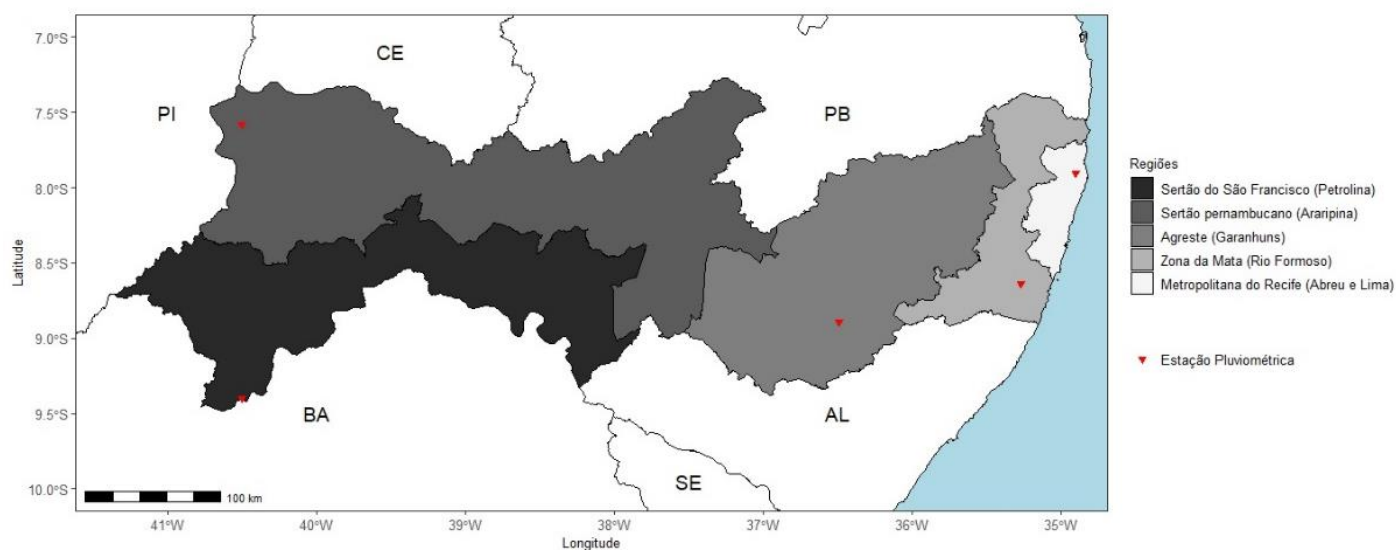 CE
PI
PB
BA
AL
SE
7.0°S
7.5°S
8.0°S
8.5°S
9.0°S
9.5°S
10.0°S
Latitude
100 km
41°W
40°W
39°W
38°W
37°W
36°W
35°W
Longitude
Regiões
Sertão do São Francisco (Petrolina)
Sertão pernambucano (Araripina)
Agreste (Garanhuns)
Zona da Mata (Rio Formoso)
Metropolitana do Recife (Abreu e Lima)
Estação Pluviométrica